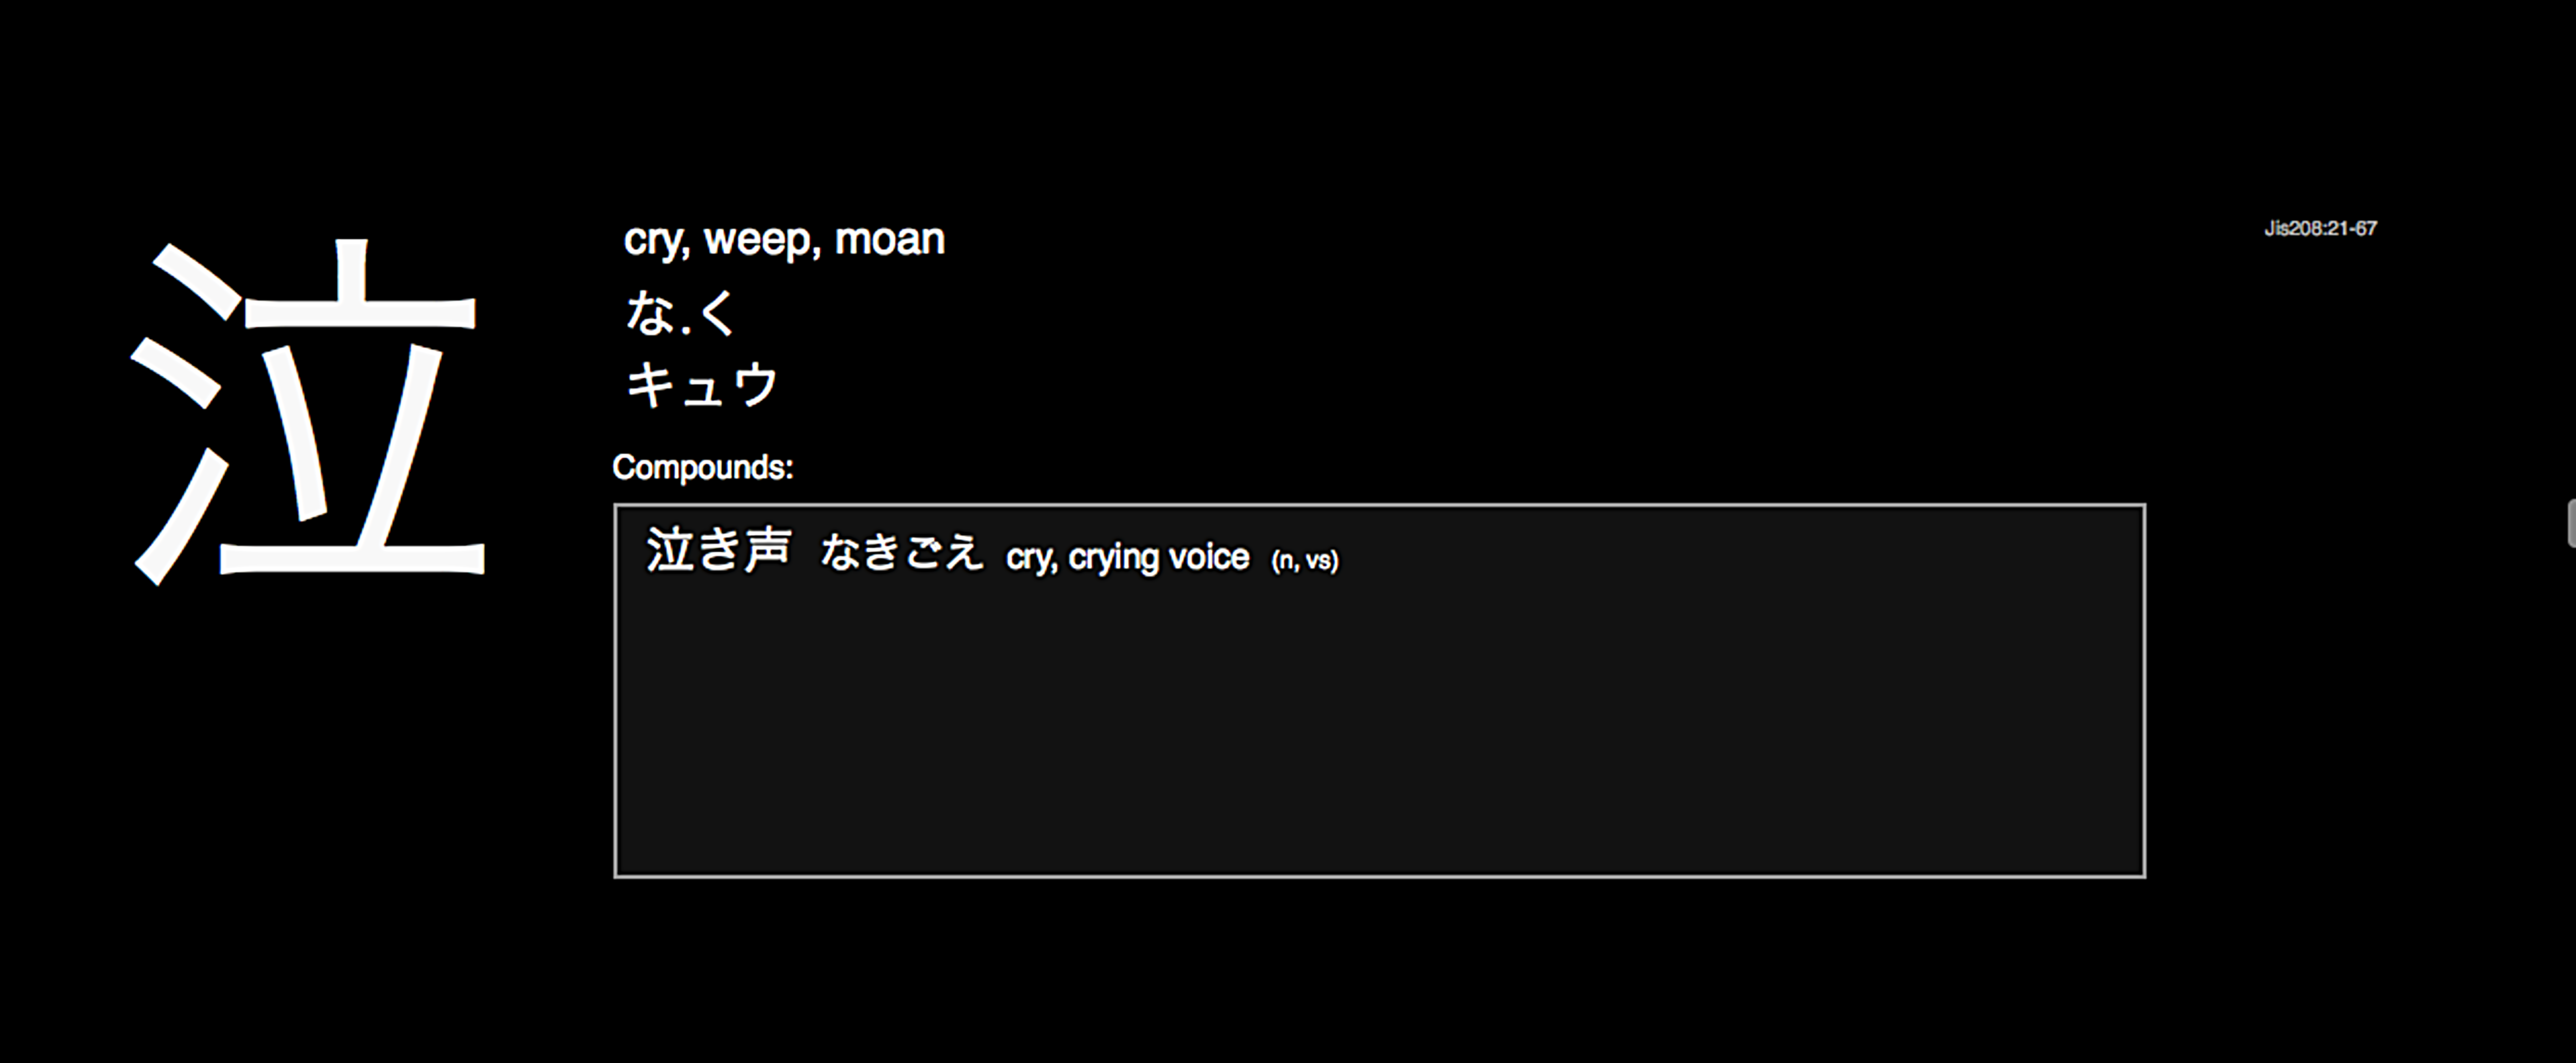 泣
cry, weep, moan
Jis208:21-67
な.く
キュウ
Compounds:
泣き声 なきごえ cry, crying voice (n, vs)